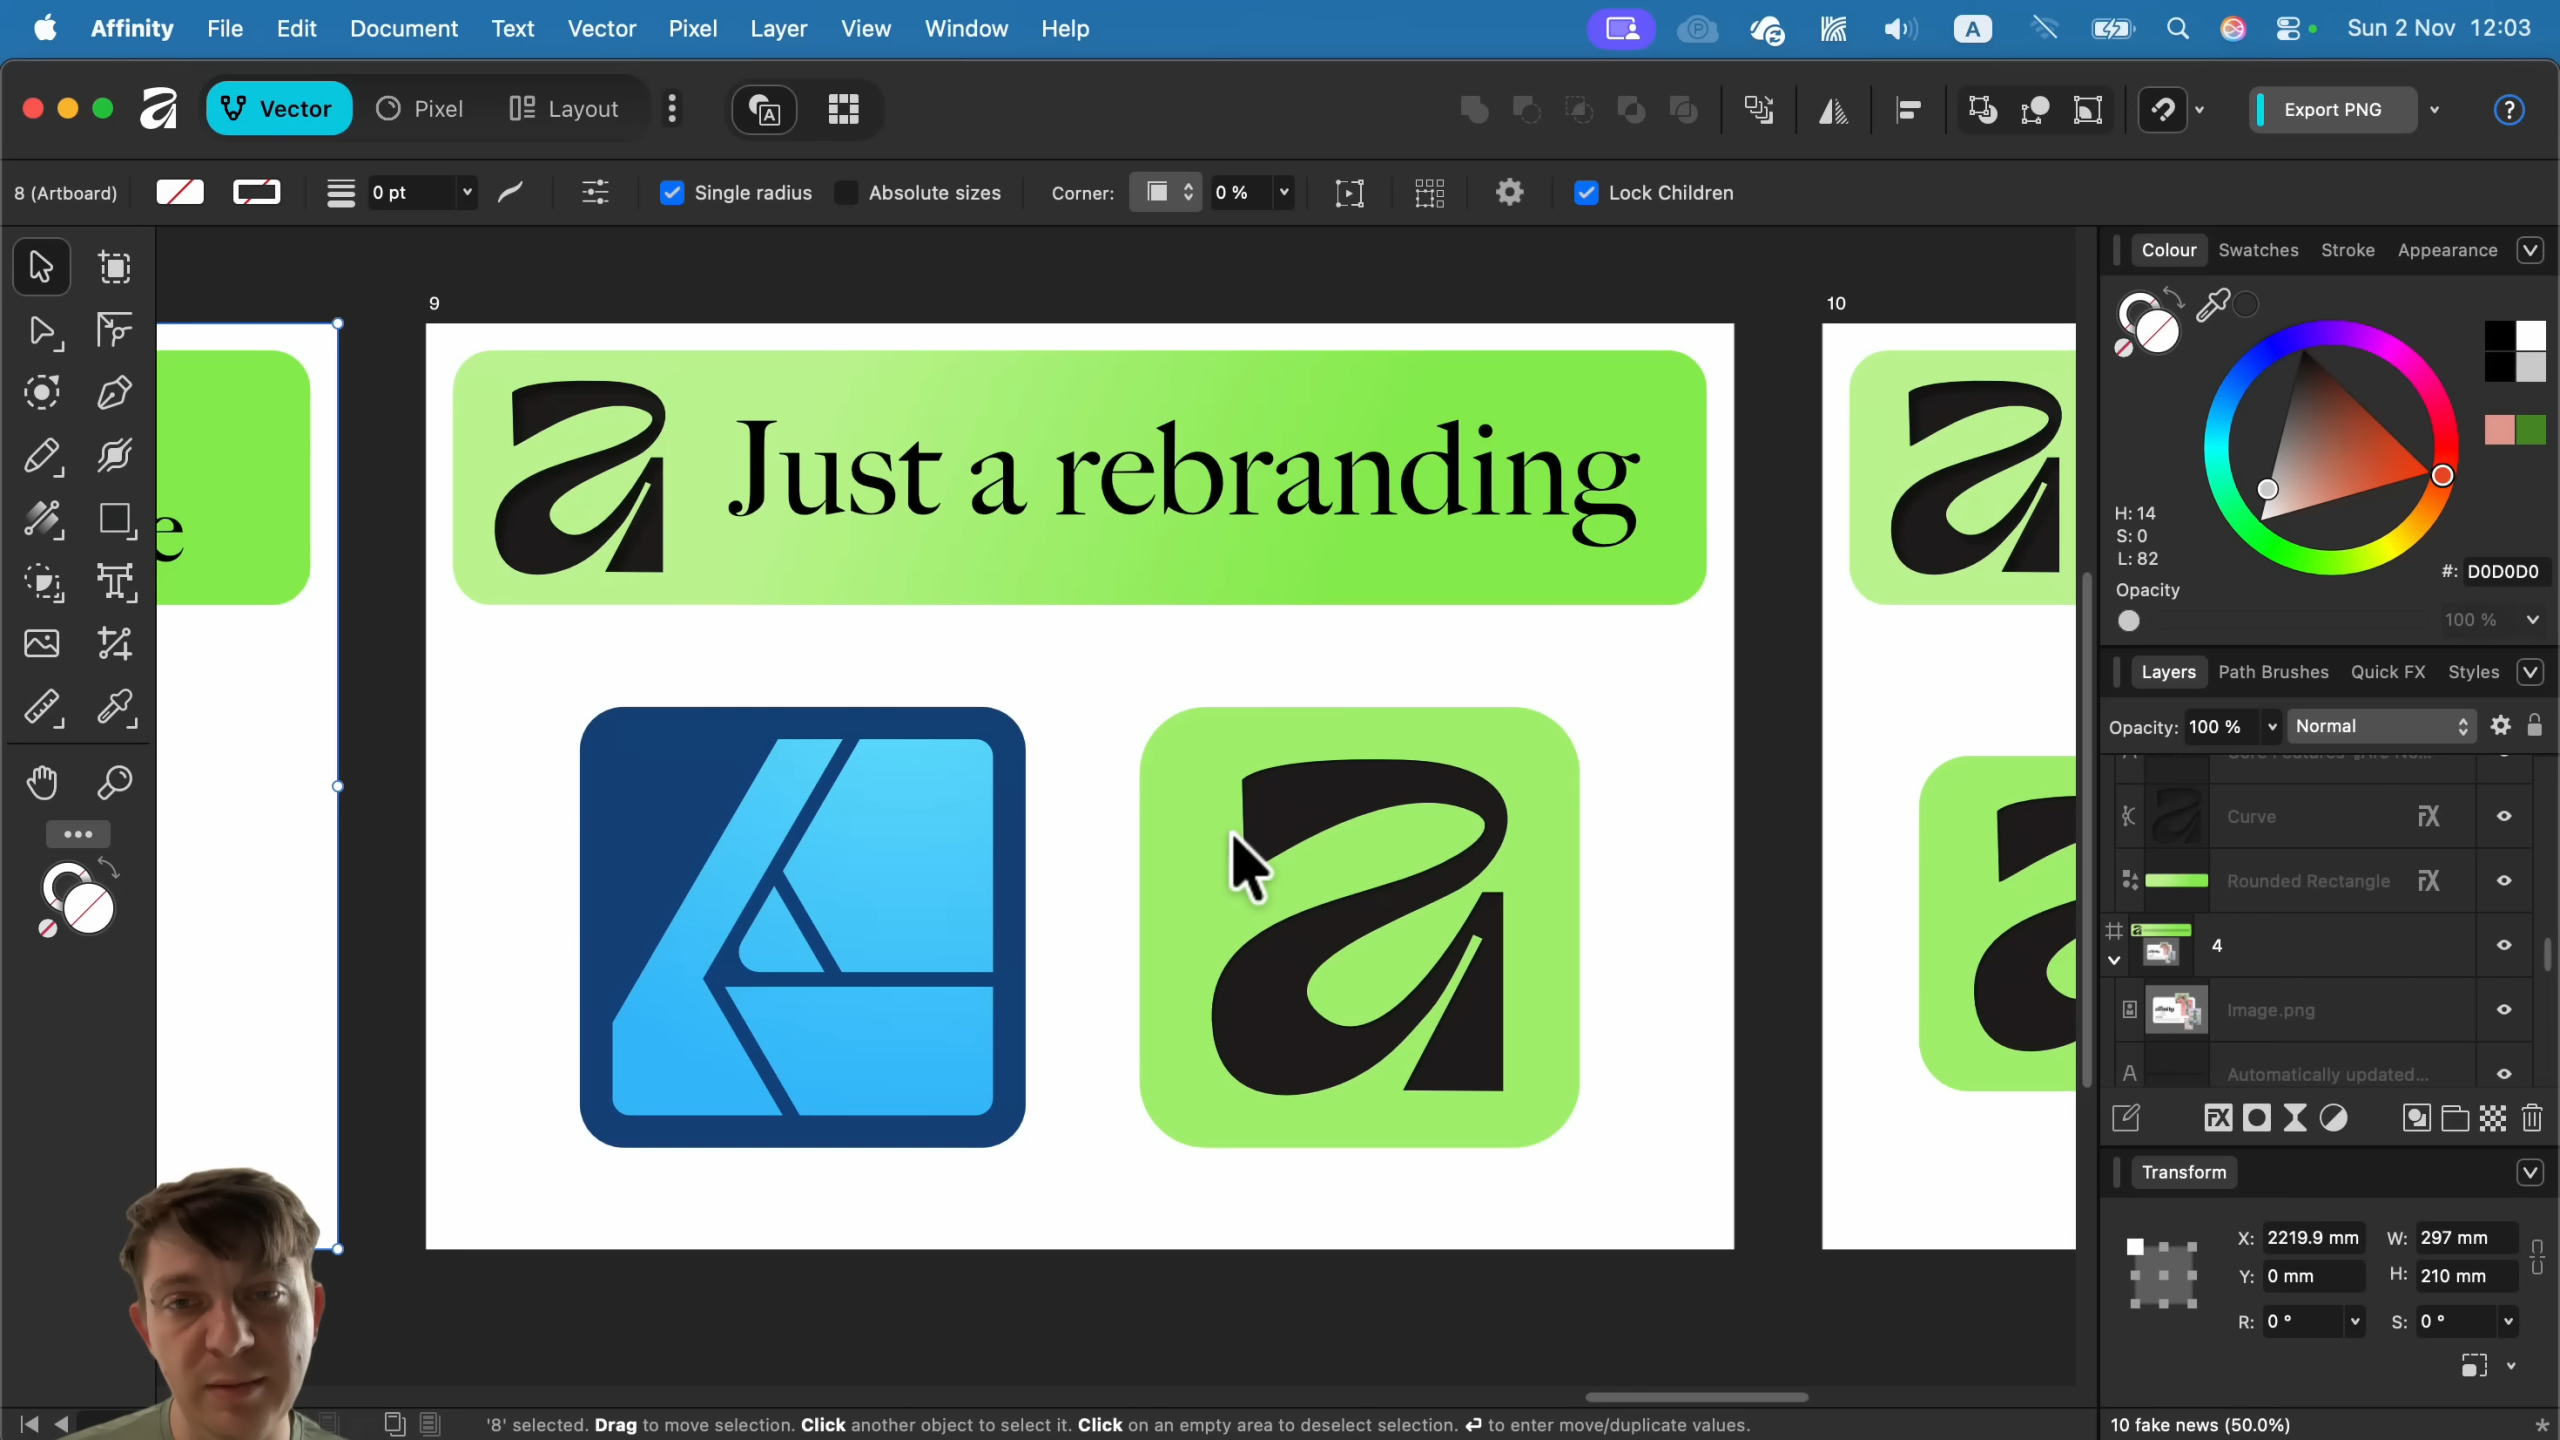 Affinity File Edit Document Text Vector Pixel Layer View Window Help A Sun 2 Nov 12:03
a Vector Pixel Layout A Export PNG ?
8 (Artboard) 0 pt Single radius Absolute sizes Corner: 0 % Lock Children
Colour Swatches Stroke Appearance
9
10
a Just a rebranding
a
e
H: 14
S: 0
L: 82
#: D0D0D0
Opacity
100 %
Layers Path Brushes Quick FX Styles
Opacity: 100 % Normal
Curve FX
Rounded Rectangle FX
4
Image.png
A Automatically updated...
FX
a
a
Transform
X: 2219.9 mm W: 297 mm
Y: 0 mm H: 210 mm
R: 0 ° S: 0 °
'8' selected. Drag to move selection. Click another object to select it. Click on an empty area to deselect selection. ↵ to enter move/duplicate values.
10 fake news (50.0%) *